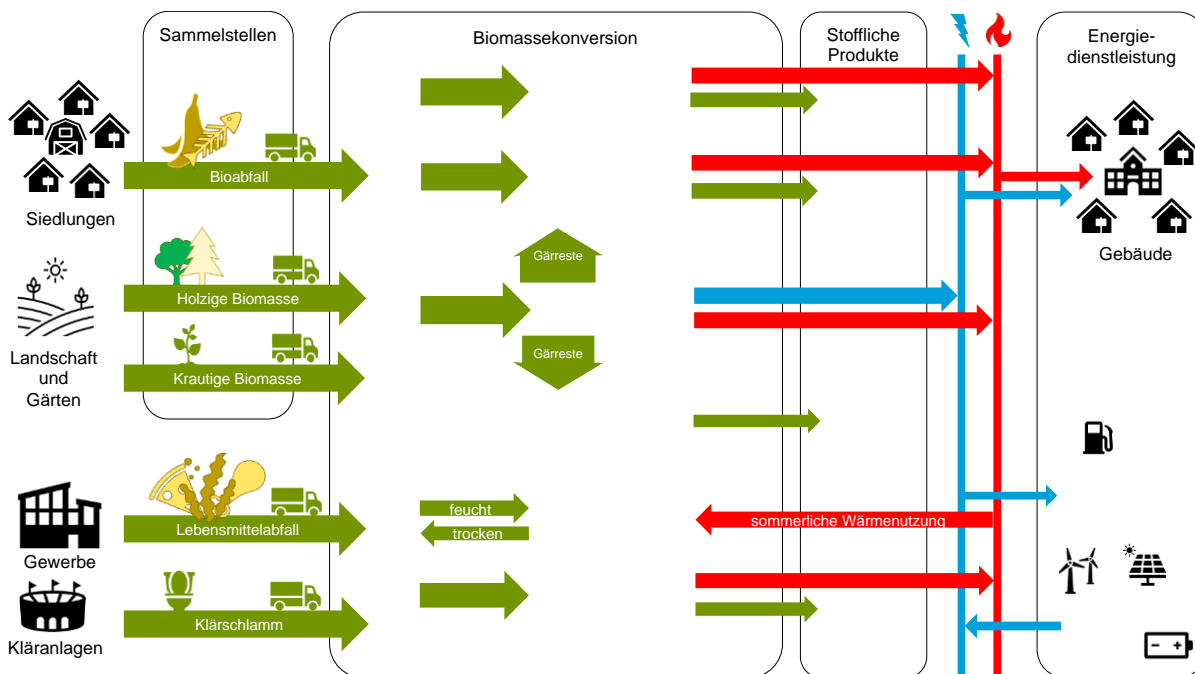 Sammelstellen
Biomassekonversion
Stoffliche
Produkte
Energie-
dienstleistung
Siedlungen
Bioabfall
Gebäude
Gärreste
Landschaft
und
Gärten
Holzige Biomasse
Gärreste
Krautige Biomasse
Gewerbe
Lebensmittelabfall
feucht
trocken
sommerliche Wärmenutzung
Kläranlagen
Klärschlamm